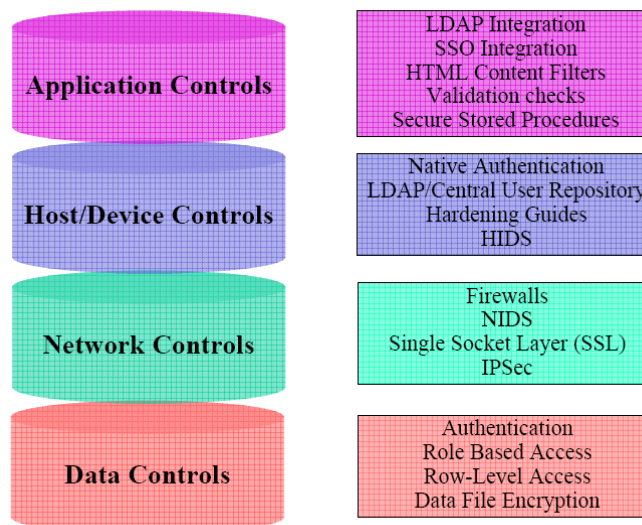 Application Controls
LDAP Integration
SSO Integration
HTML Content Filters
Validation checks
Secure Stored Procedures
Host/Device Controls
Native Authentication
LDAP/Central User Repository
Hardening Guides
HIDS
Network Controls
Firewalls
NIDS
Single Socket Layer (SSL)
IPSec
Data Controls
Authentication
Role Based Access
Row-Level Access
Data File Encryption